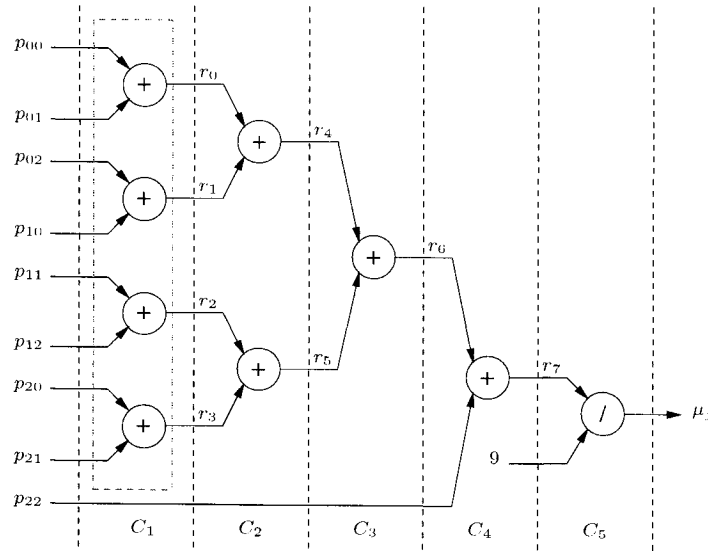 p₀₀
p₀₁
p₀₂
p₁₀
p₁₁
p₁₂
p₂₀
p₂₁
p₂₂
+
+
+
+
r₀
r₁
r₂
r₃
+
+
r₄
r₅
+
r₆
+
r₇
9
/
μ
C₁
C₂
C₃
C₄
C₅